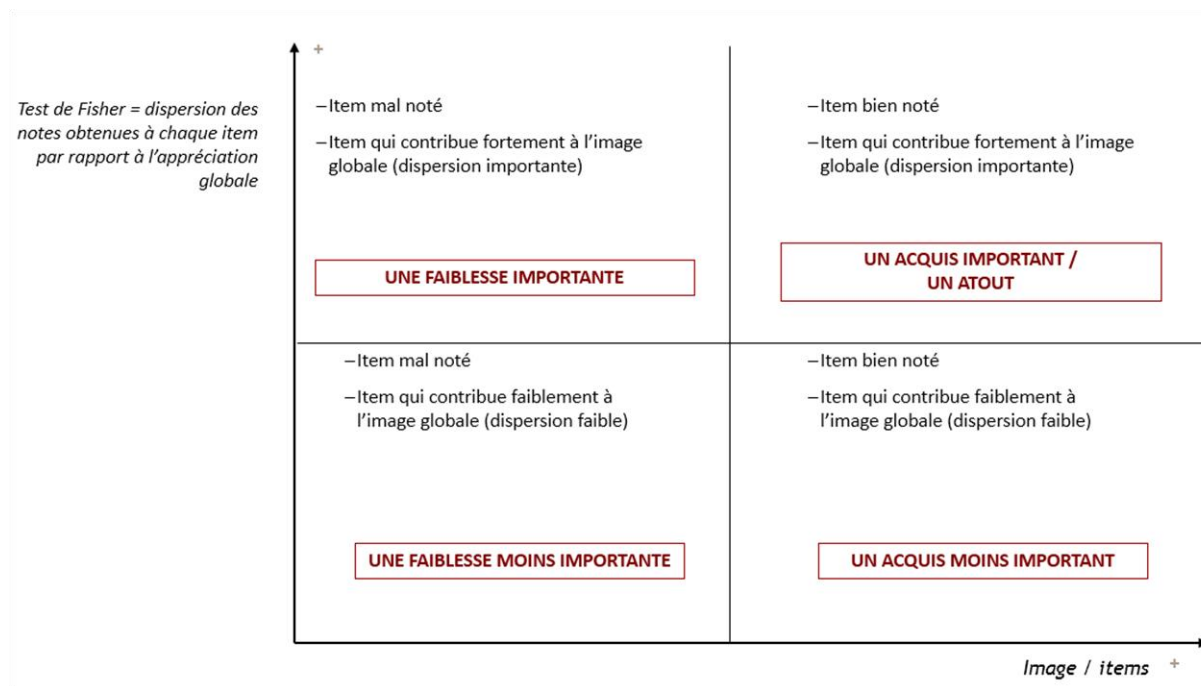 +
Test de Fisher = dispersion des
notes obtenues à chaque item
par rapport à l'appréciation
globale
–Item mal noté
–Item qui contribue fortement à l'image
globale (dispersion importante)
UNE FAIBLESSE IMPORTANTE
–Item bien noté
–Item qui contribue fortement à l'image
globale (dispersion importante)
UN ACQUIS IMPORTANT /
UN ATOUT
–Item mal noté
–Item qui contribue faiblement à
l'image globale (dispersion faible)
UNE FAIBLESSE MOINS IMPORTANTE
–Item bien noté
–Item qui contribue faiblement à
l'image globale (dispersion faible)
UN ACQUIS MOINS IMPORTANT
Image / items +